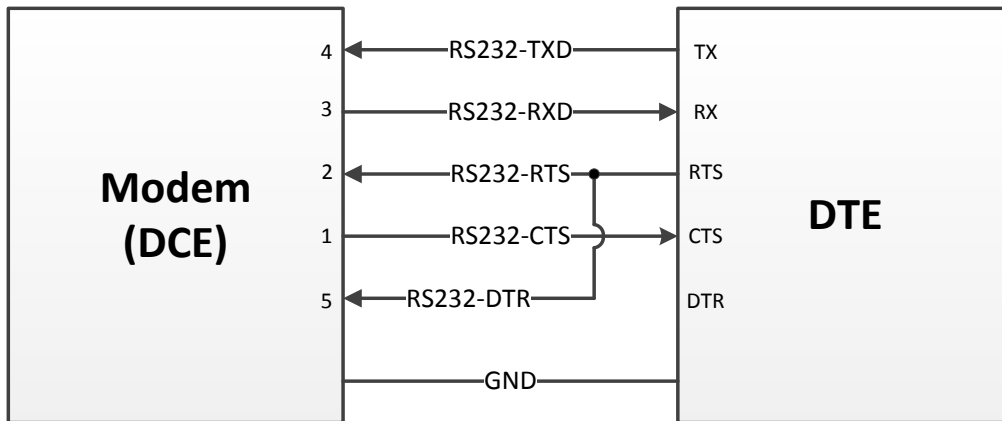 4 RS232-TXD TX
3 RS232-RXD RX
2 RS232-RTS RTS
Modem
(DCE)
DTE
1 RS232-CTS CTS
5 RS232-DTR DTR
GND